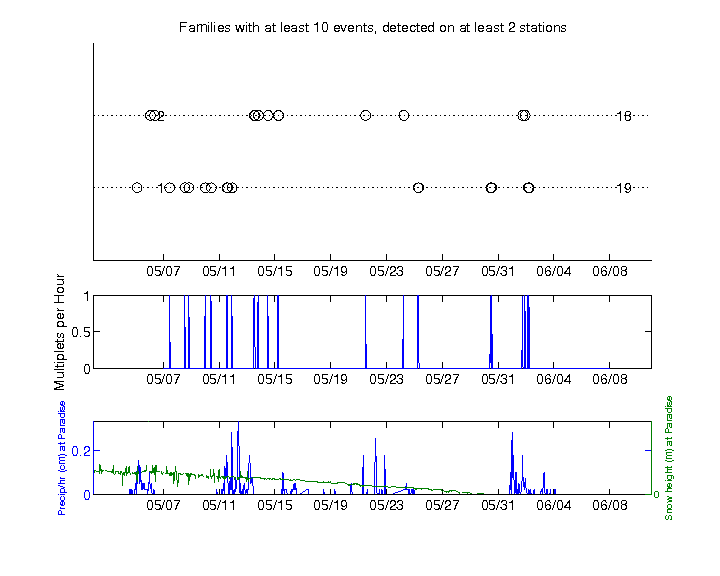 Families with at least 10 events, detected on at least 2 stations
2 16
1 19
05/07 05/11 05/15 05/19 05/23 05/27 05/31 06/04 06/08
Multiplets per Hour
1
0.5
0
05/07 05/11 05/15 05/19 05/23 05/27 05/31 06/04 06/08
Precip/hr (cm) at Paradise
0.2
0
Snow height (m) at Paradise
0
05/07 05/11 05/15 05/19 05/23 05/27 05/31 06/04 06/08